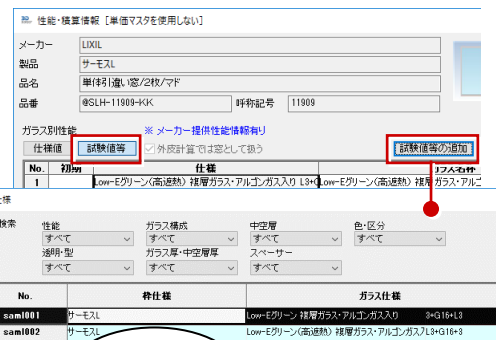 性能・積算情報 [単価マスタを使用しない]
メーカー LIXIL
製品 サーモスL
品名 単体引違い窓/2枚/マド
品番 @SLH-11909-KK 呼称記号 11909
ガラス別性能 ※ メーカー提供性能情報有り
仕様値 試験値等 外皮計算では窓として扱う 試験値等の追加
No. 初期 仕様 ガラス名称
1 Low-Eグリーン(高遮熱) 複層ガラス・アルゴンガス入り L3+G Low-Eグリーン(高遮熱) 複層ガラス・アルゴ
仕様
検索 性能 ガラス構成 中空層 色・区分
すべて すべて すべて すべて
透明・型 ガラス厚・中空層厚 スペーサー
すべて すべて すべて
No. 枠仕様 ガラス仕様
saml001 サーモスL Low-Eグリーン 複層ガラス・アルゴンガス入り 3+G16+L3
saml002 サーモスL Low-Eグリーン(高遮熱) 複層ガラス・アルゴンガス入L3+G16+3